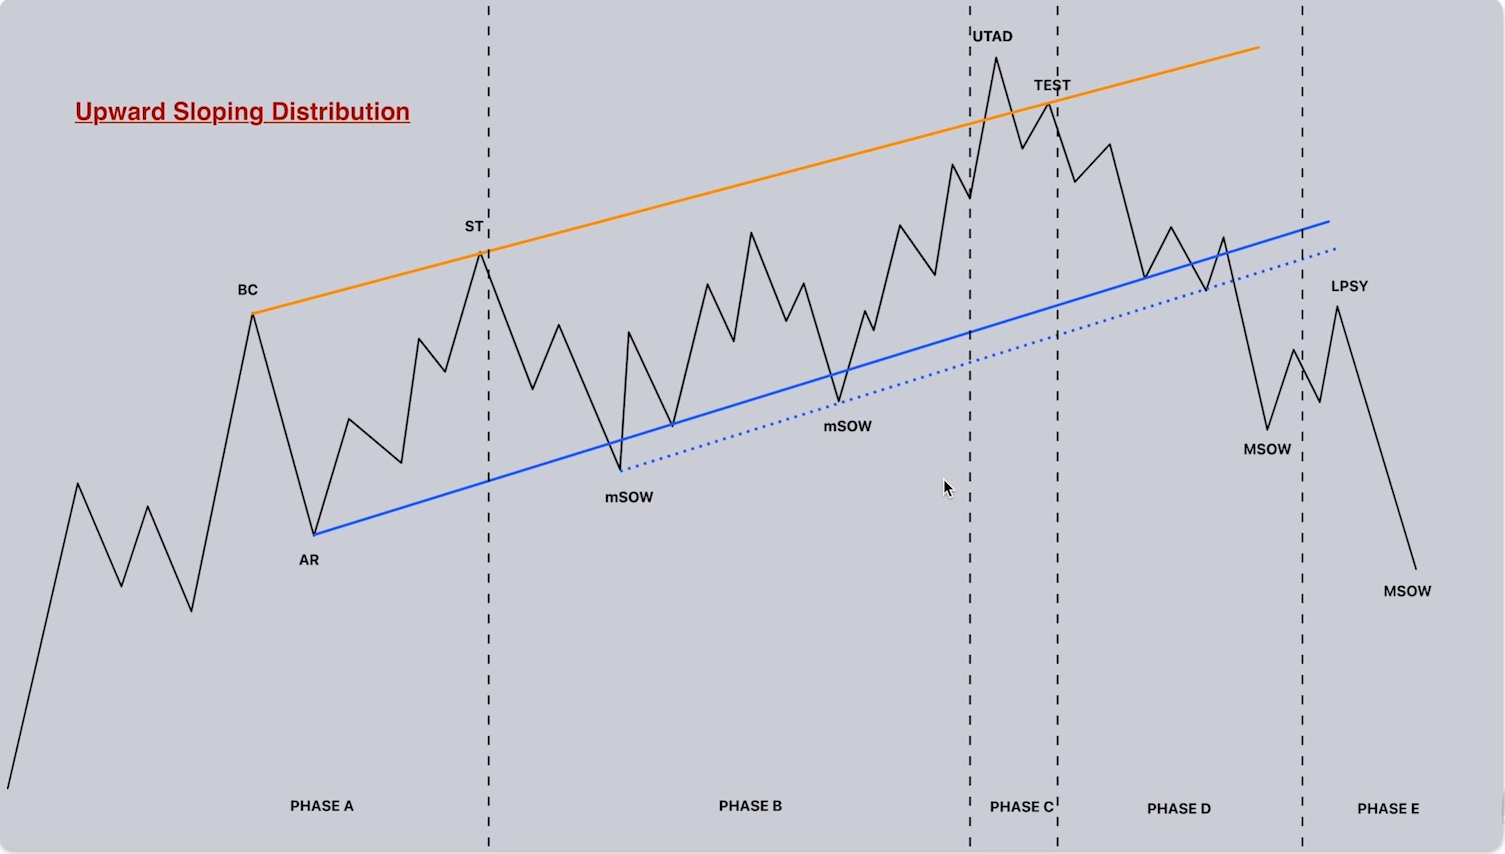 UTAD
TEST
Upward Sloping Distribution
ST
BC
LPSY
mSOW
MSOW
mSOW
AR
MSOW
PHASE A
PHASE B
PHASE C
PHASE D
PHASE E